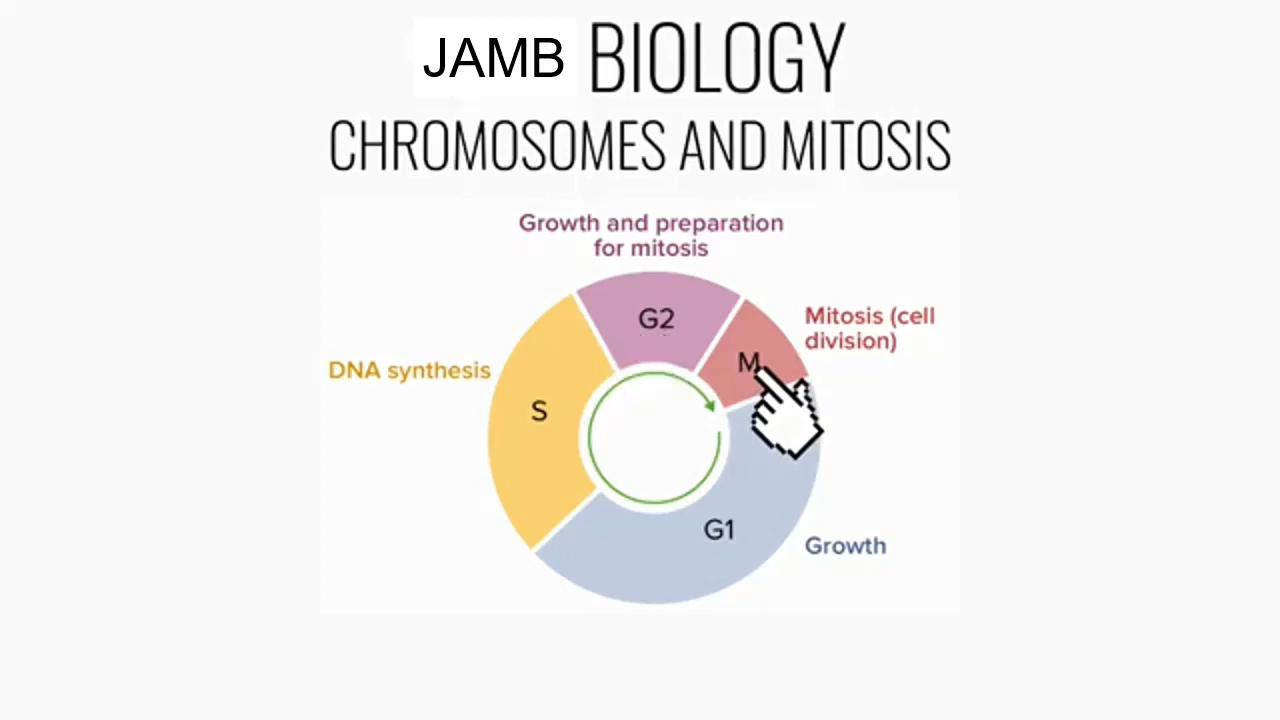 JAMB BIOLOGY
CHROMOSOMES AND MITOSIS
Growth and preparation
for mitosis
G2
Mitosis (cell
division)
M
DNA synthesis
S
G1
Growth